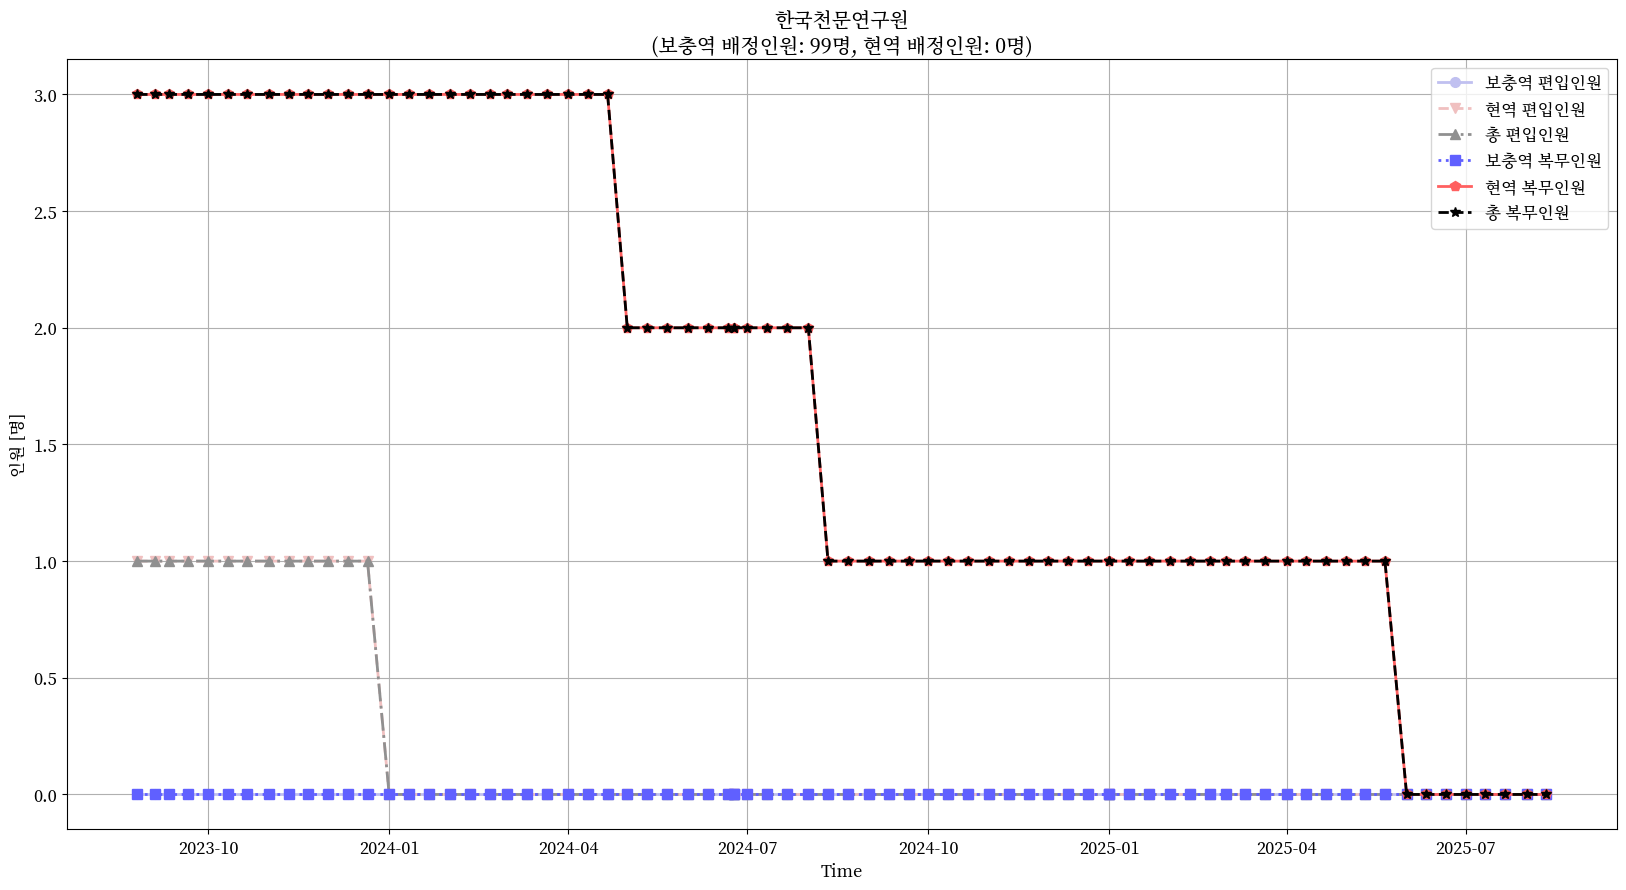 한국천문연구원
(보충역 배정인원: 99명, 현역 배정인원: 0명)
보충역 편입인원
현역 편입인원
총 편입인원
보충역 복무인원
현역 복무인원
총 복무인원
인원 [명]
3.0
2.5
2.0
1.5
1.0
0.5
0.0
2023-10 2024-01 2024-04 2024-07 2024-10 2025-01 2025-04 2025-07
Time